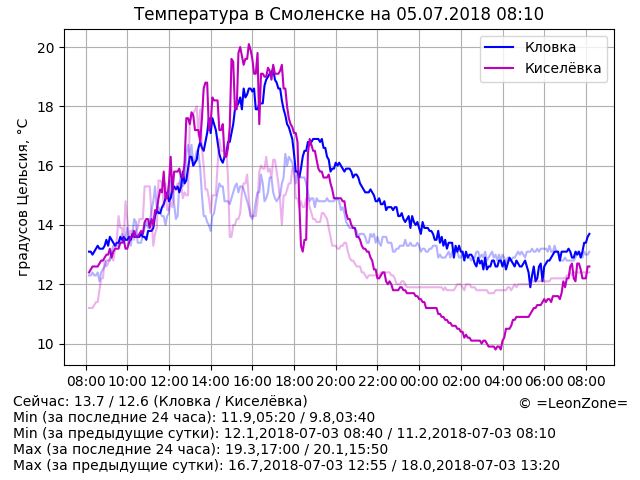 Температура в Смоленске на 05.07.2018 08:10
Кловка
Киселёвка
градусов Цельсия, °C
20
18
16
14
12
10
08:00 10:00 12:00 14:00 16:00 18:00 20:00 22:00 00:00 02:00 04:00 06:00 08:00
Сейчас: 13.7 / 12.6 (Кловка / Киселёвка)
© =LeonZone=
Min (за последние 24 часа): 11.9,05:20 / 9.8,03:40
Min (за предыдущие сутки): 12.1,2018-07-03 08:40 / 11.2,2018-07-03 08:10
Max (за последние 24 часа): 19.3,17:00 / 20.1,15:50
Max (за предыдущие сутки): 16.7,2018-07-03 12:55 / 18.0,2018-07-03 13:20